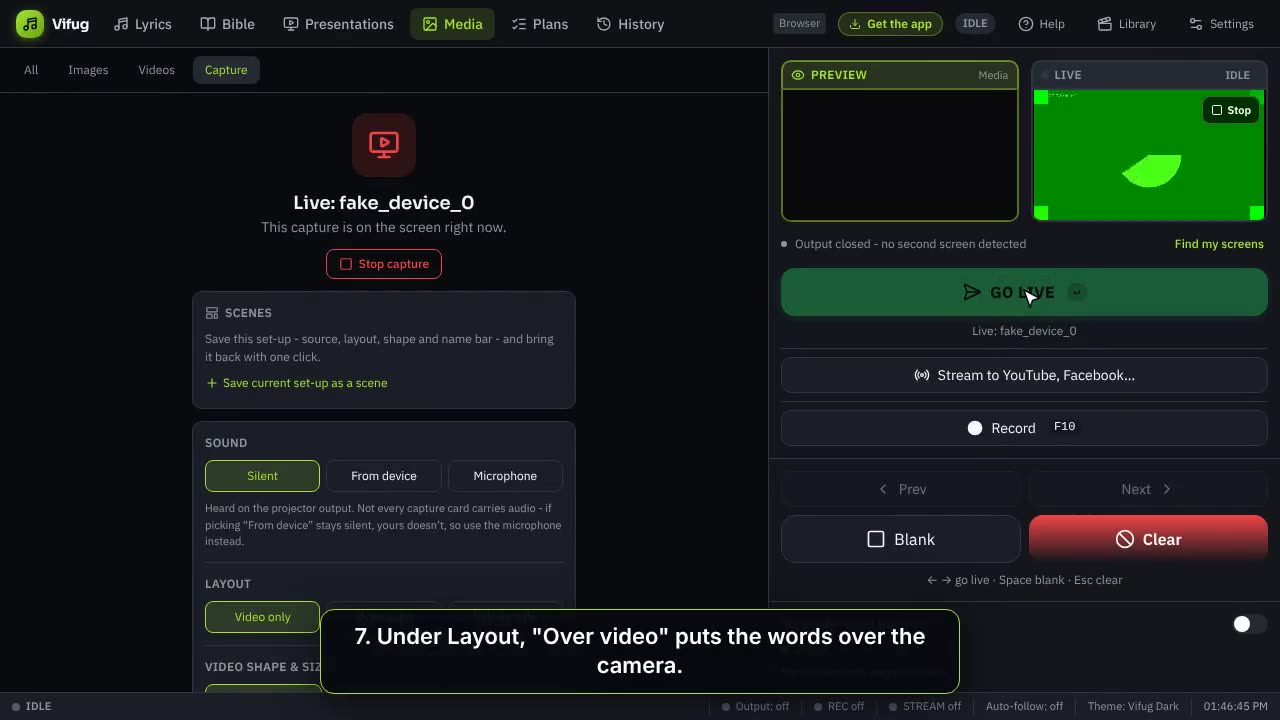 Vifug Lyrics Bible Presentations Media Plans History Browser Get the app IDLE Help Library Settings
All Images Videos Capture
PREVIEW Media
LIVE IDLE
Stop
Live: fake_device_0
This capture is on the screen right now.
Stop capture
SCENES
Save this set-up - source, layout, shape and name bar - and bring
it back with one click.
+ Save current set-up as a scene
SOUND
Silent From device Microphone
Heard on the projector output. Not every capture card carries audio - if
picking “From device” stays silent, yours doesn’t, so use the microphone
instead.
LAYOUT
Video only
VIDEO SHAPE & SIZ
Output closed - no second screen detected Find my screens
GO LIVE
Live: fake_device_0
Stream to YouTube, Facebook...
Record F10
Prev Next
Blank Clear
← → go live · Space blank · Esc clear
7. Under Layout, "Over video" puts the words over the
camera.
IDLE Output: off REC off STREAM off Auto-follow: off Theme: Vifug Dark 01:46:45 PM